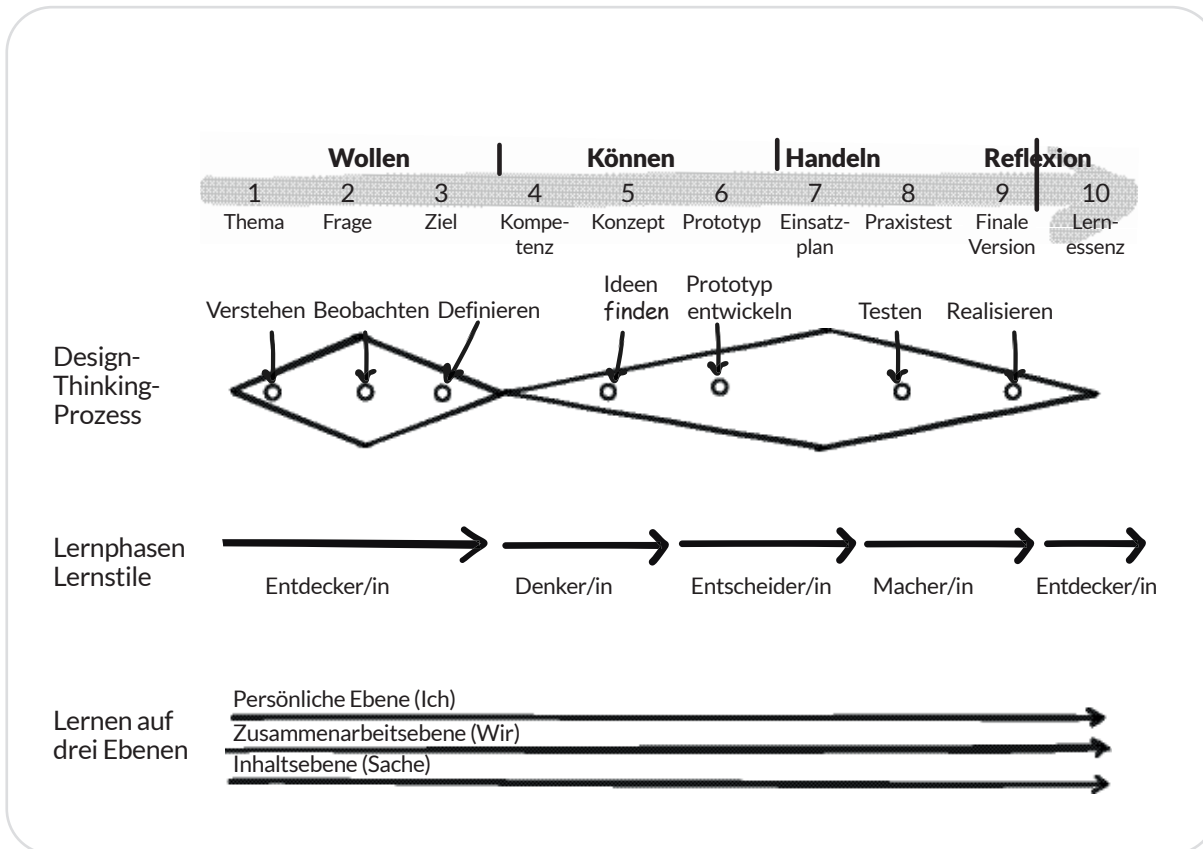 Wollen Können Handeln Reflexion
1 2 3 4 5 6 7 8 9 10
Thema Frage Ziel Kompe- Konzept Prototyp Einsatz- Praxistest Finale Lern-
tenz plan Version essenz
Ideen Prototyp
Verstehen Beobachten Definieren finden entwickeln Testen Realisieren
Design-
Thinking-
Prozess
Lernphasen
Lernstile
Entdecker/in Denker/in Entscheider/in Macher/in Entdecker/in
Persönliche Ebene (Ich)
Lernen auf
Zusammenarbeitsebene (Wir)
drei Ebenen
Inhaltsebene (Sache)